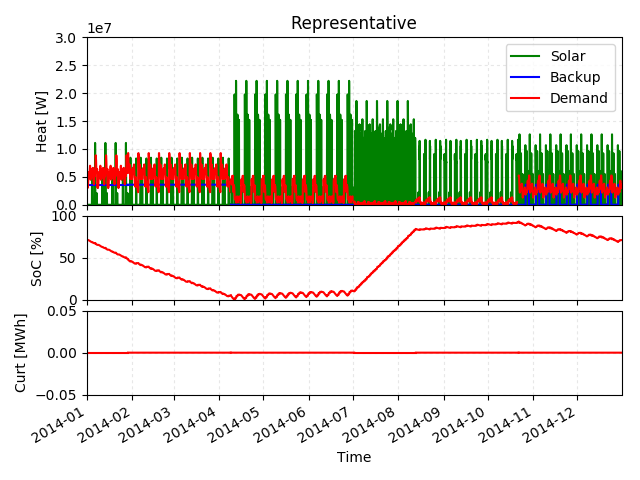 Representative
1e7
3.0
2.5
2.0
1.5
1.0
0.5
0.0
Heat [W]
Solar
Backup
Demand
100
50
0
SoC [%]
0.05
0.00
−0.05
Curt [MWh]
2014-01
2014-02
2014-03
2014-04
2014-05
2014-06
2014-07
2014-08
2014-09
2014-10
2014-11
2014-12
Time